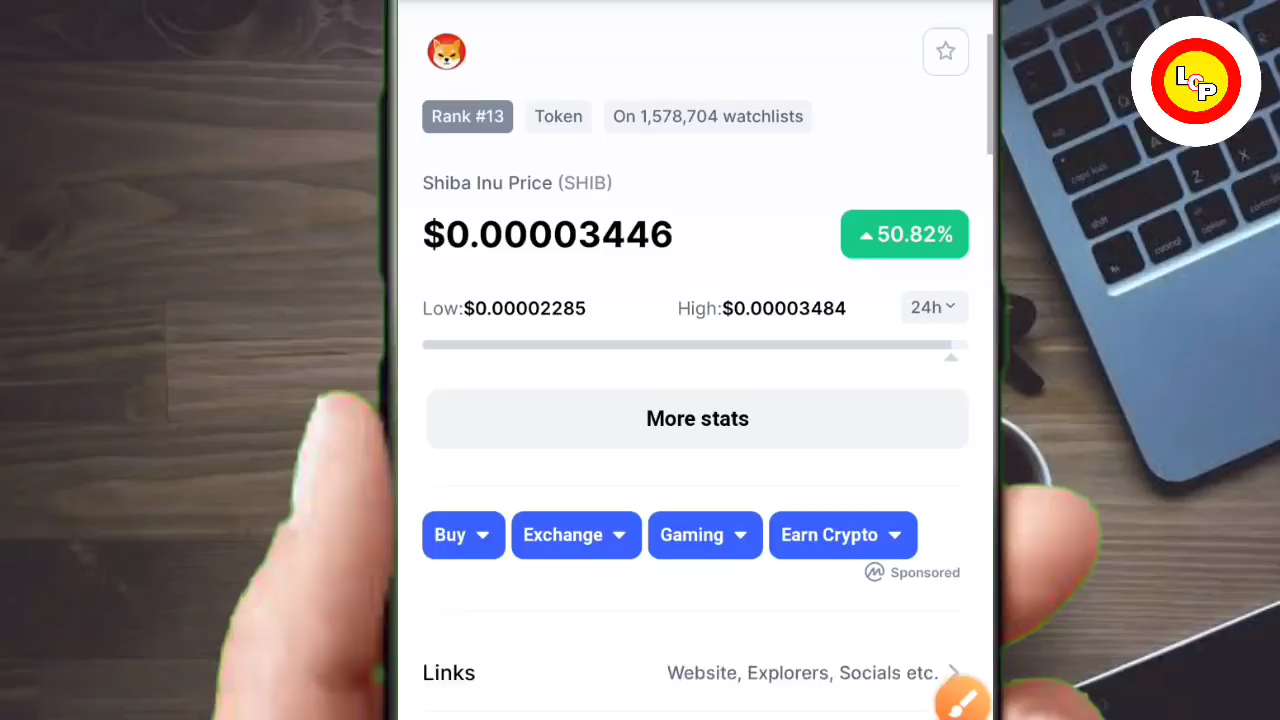 LCP
Rank #13 Token On 1,578,704 watchlists
Shiba Inu Price (SHIB)
$0.00003446 50.82%
Low:$0.00002285 High:$0.00003484 24h
More stats
Buy Exchange Gaming Earn Crypto
Sponsored
Links Website, Explorers, Socials etc.